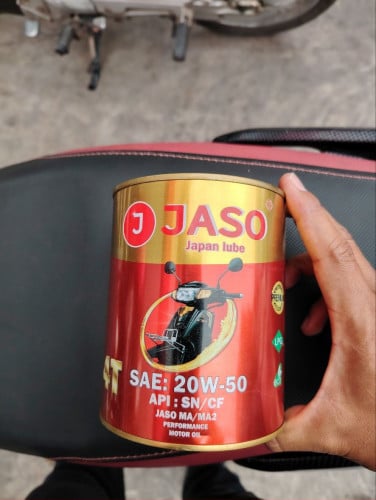 J JASO
Japan lube
4T
SAE: 20W-50
API : SN/CF
JASO MA/MA2
PERFORMANCE
MOTOR OIL